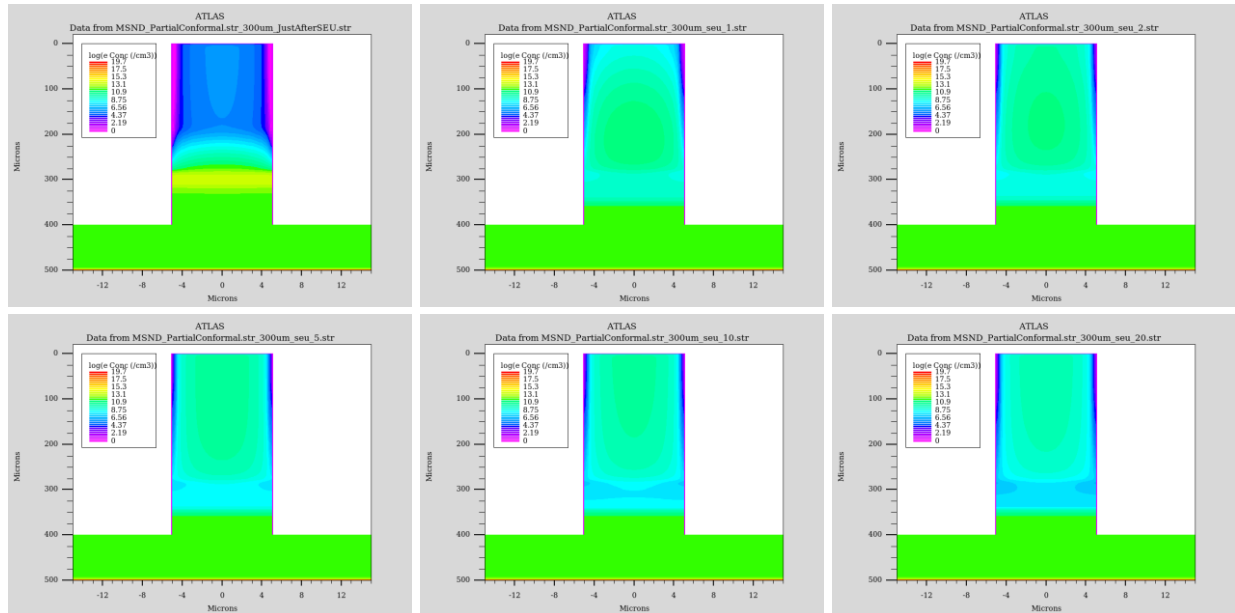 ATLAS
Data from MSND_PartialConformal.str_300um_JustAfterSEU.str
log(e Conc (/cm3))
19.7
17.5
15.3
13.1
10.9
8.75
6.56
4.37
2.19
0
0
100
200
300
400
500
Microns
-12 -8 -4 0 4 8 12
Microns
ATLAS
Data from MSND_PartialConformal.str_300um_seu_1.str
log(e Conc (/cm3))
19.7
17.5
15.3
13.1
10.9
8.75
6.56
4.37
2.19
0
0
100
200
300
400
500
Microns
-12 -8 -4 0 4 8 12
Microns
ATLAS
Data from MSND_PartialConformal.str_300um_seu_2.str
log(e Conc (/cm3))
19.7
17.5
15.3
13.1
10.9
8.75
6.56
4.37
2.19
0
0
100
200
300
400
500
Microns
-12 -8 -4 0 4 8 12
Microns
ATLAS
Data from MSND_PartialConformal.str_300um_seu_5.str
log(e Conc (/cm3))
19.7
17.5
15.3
13.1
10.9
8.75
6.56
4.37
2.19
0
0
100
200
300
400
500
Microns
-12 -8 -4 0 4 8 12
Microns
ATLAS
Data from MSND_PartialConformal.str_300um_seu_10.str
log(e Conc (/cm3))
19.7
17.5
15.3
13.1
10.9
8.75
6.56
4.37
2.19
0
0
100
200
300
400
500
Microns
-12 -8 -4 0 4 8 12
Microns
ATLAS
Data from MSND_PartialConformal.str_300um_seu_20.str
log(e Conc (/cm3))
19.7
17.5
15.3
13.1
10.9
8.75
6.56
4.37
2.19
0
0
100
200
300
400
500
Microns
-12 -8 -4 0 4 8 12
Microns